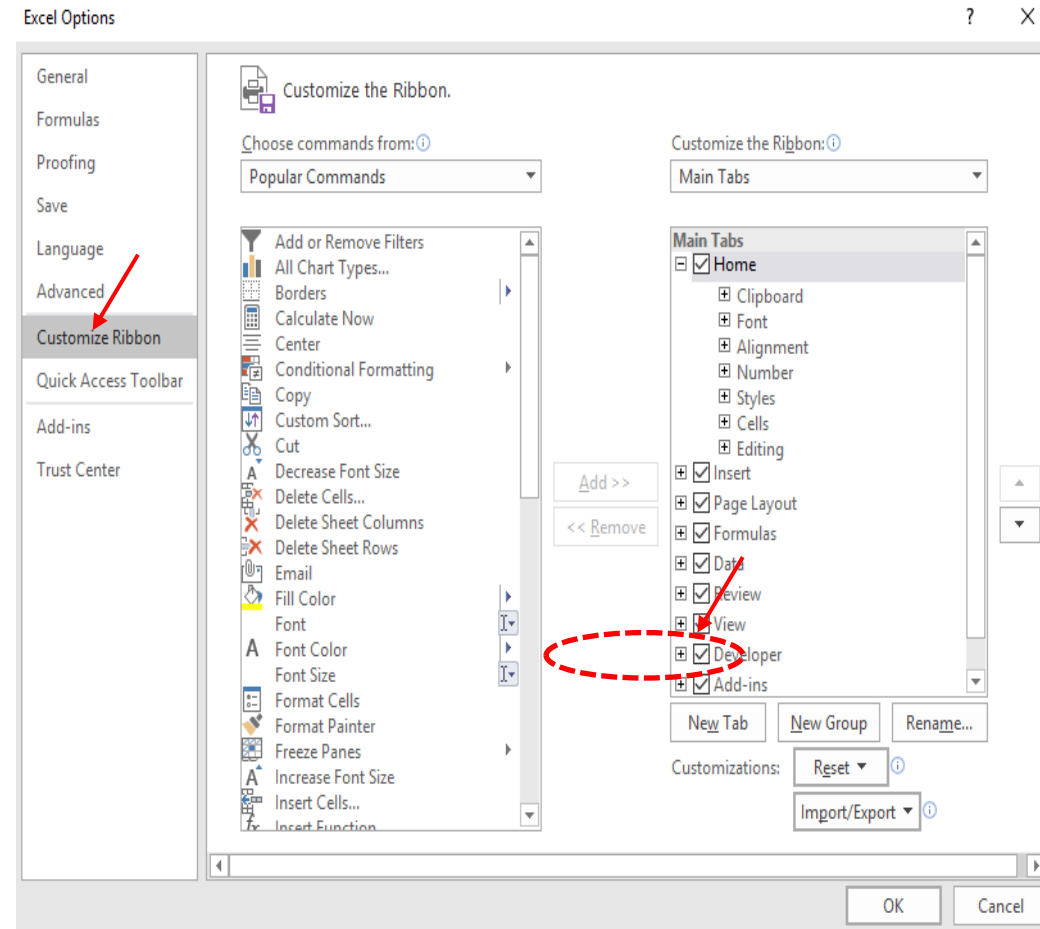 Excel Options
?
General
Formulas
Proofing
Save
Language
Advanced
Customize Ribbon
Quick Access Toolbar
Add-ins
Trust Center
Customize the Ribbon.
Choose commands from:
Popular Commands
Add or Remove Filters
All Chart Types...
Borders
Calculate Now
Center
Conditional Formatting
Copy
Custom Sort...
Cut
Decrease Font Size
Delete Cells...
Delete Sheet Columns
Delete Sheet Rows
Email
Fill Color
Font
Font Color
Font Size
Format Cells
Format Painter
Freeze Panes
Increase Font Size
Insert Cells...
Insert Function
Add >>
<< Remove
Customize the Ribbon:
Main Tabs
Main Tabs
Home
Clipboard
Font
Alignment
Number
Styles
Cells
Editing
Insert
Page Layout
Formulas
Data
Review
View
Developer
Add-ins
New Tab
New Group
Rename...
Customizations:
Reset
Import/Export
OK
Cancel